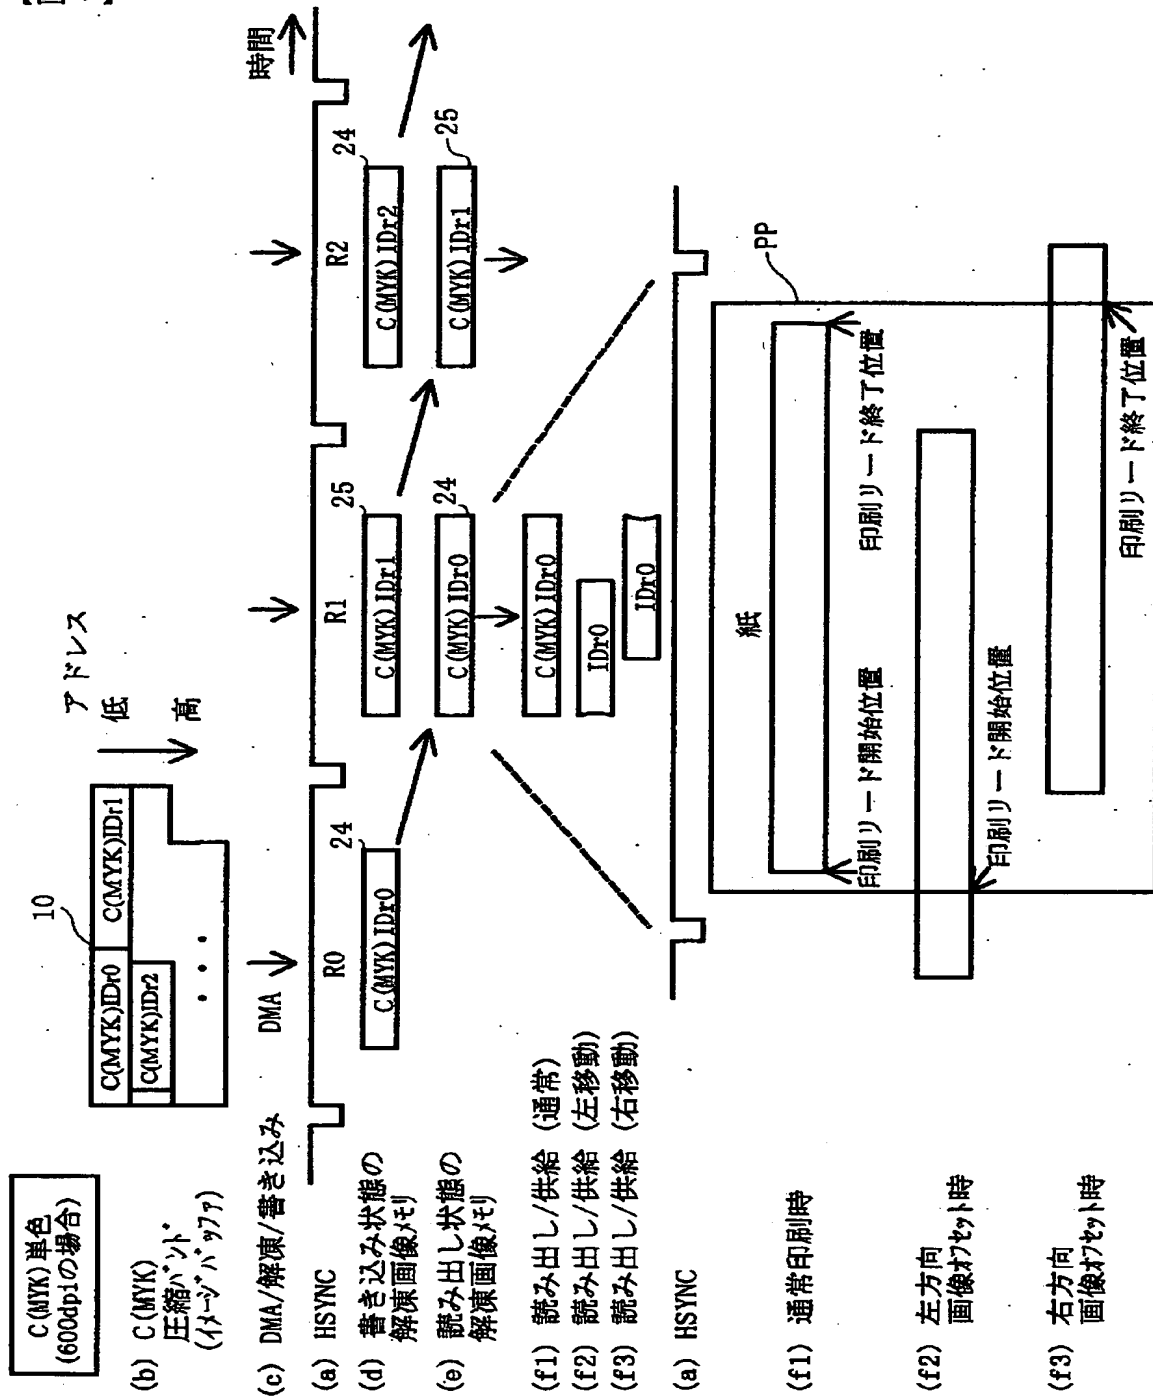 C(MYK)単色
(600dpiの場合)
(b) C(MYK)
圧縮バンド
(イメージバッファ)
10
C(MYK)IDr0
C(MYK)IDr1
C(MYK)IDr2
アドレス
低
高
(c) DMA/解凍/書き込み
DMA
時間
(a) HSYNC
R0
R1
R2
(d) 書き込み状態の
解凍画像メモリ
24
C(MYK)IDr0
25
C(MYK)IDr1
24
C(MYK)IDr2
(e) 読み出し状態の
解凍画像メモリ
24
C(MYK)IDr0
25
C(MYK)IDr1
(f1) 読み出し/供給 (通常)
C(MYK)IDr0
(f2) 読み出し/供給 (左移動)
IDr0
(f3) 読み出し/供給 (右移動)
IDr0
(a) HSYNC
PP
紙
(f1) 通常印刷時
印刷リード開始位置
印刷リード終了位置
(f2) 左方向
画像オフセット時
印刷リード開始位置
(f3) 右方向
画像オフセット時
印刷リード終了位置